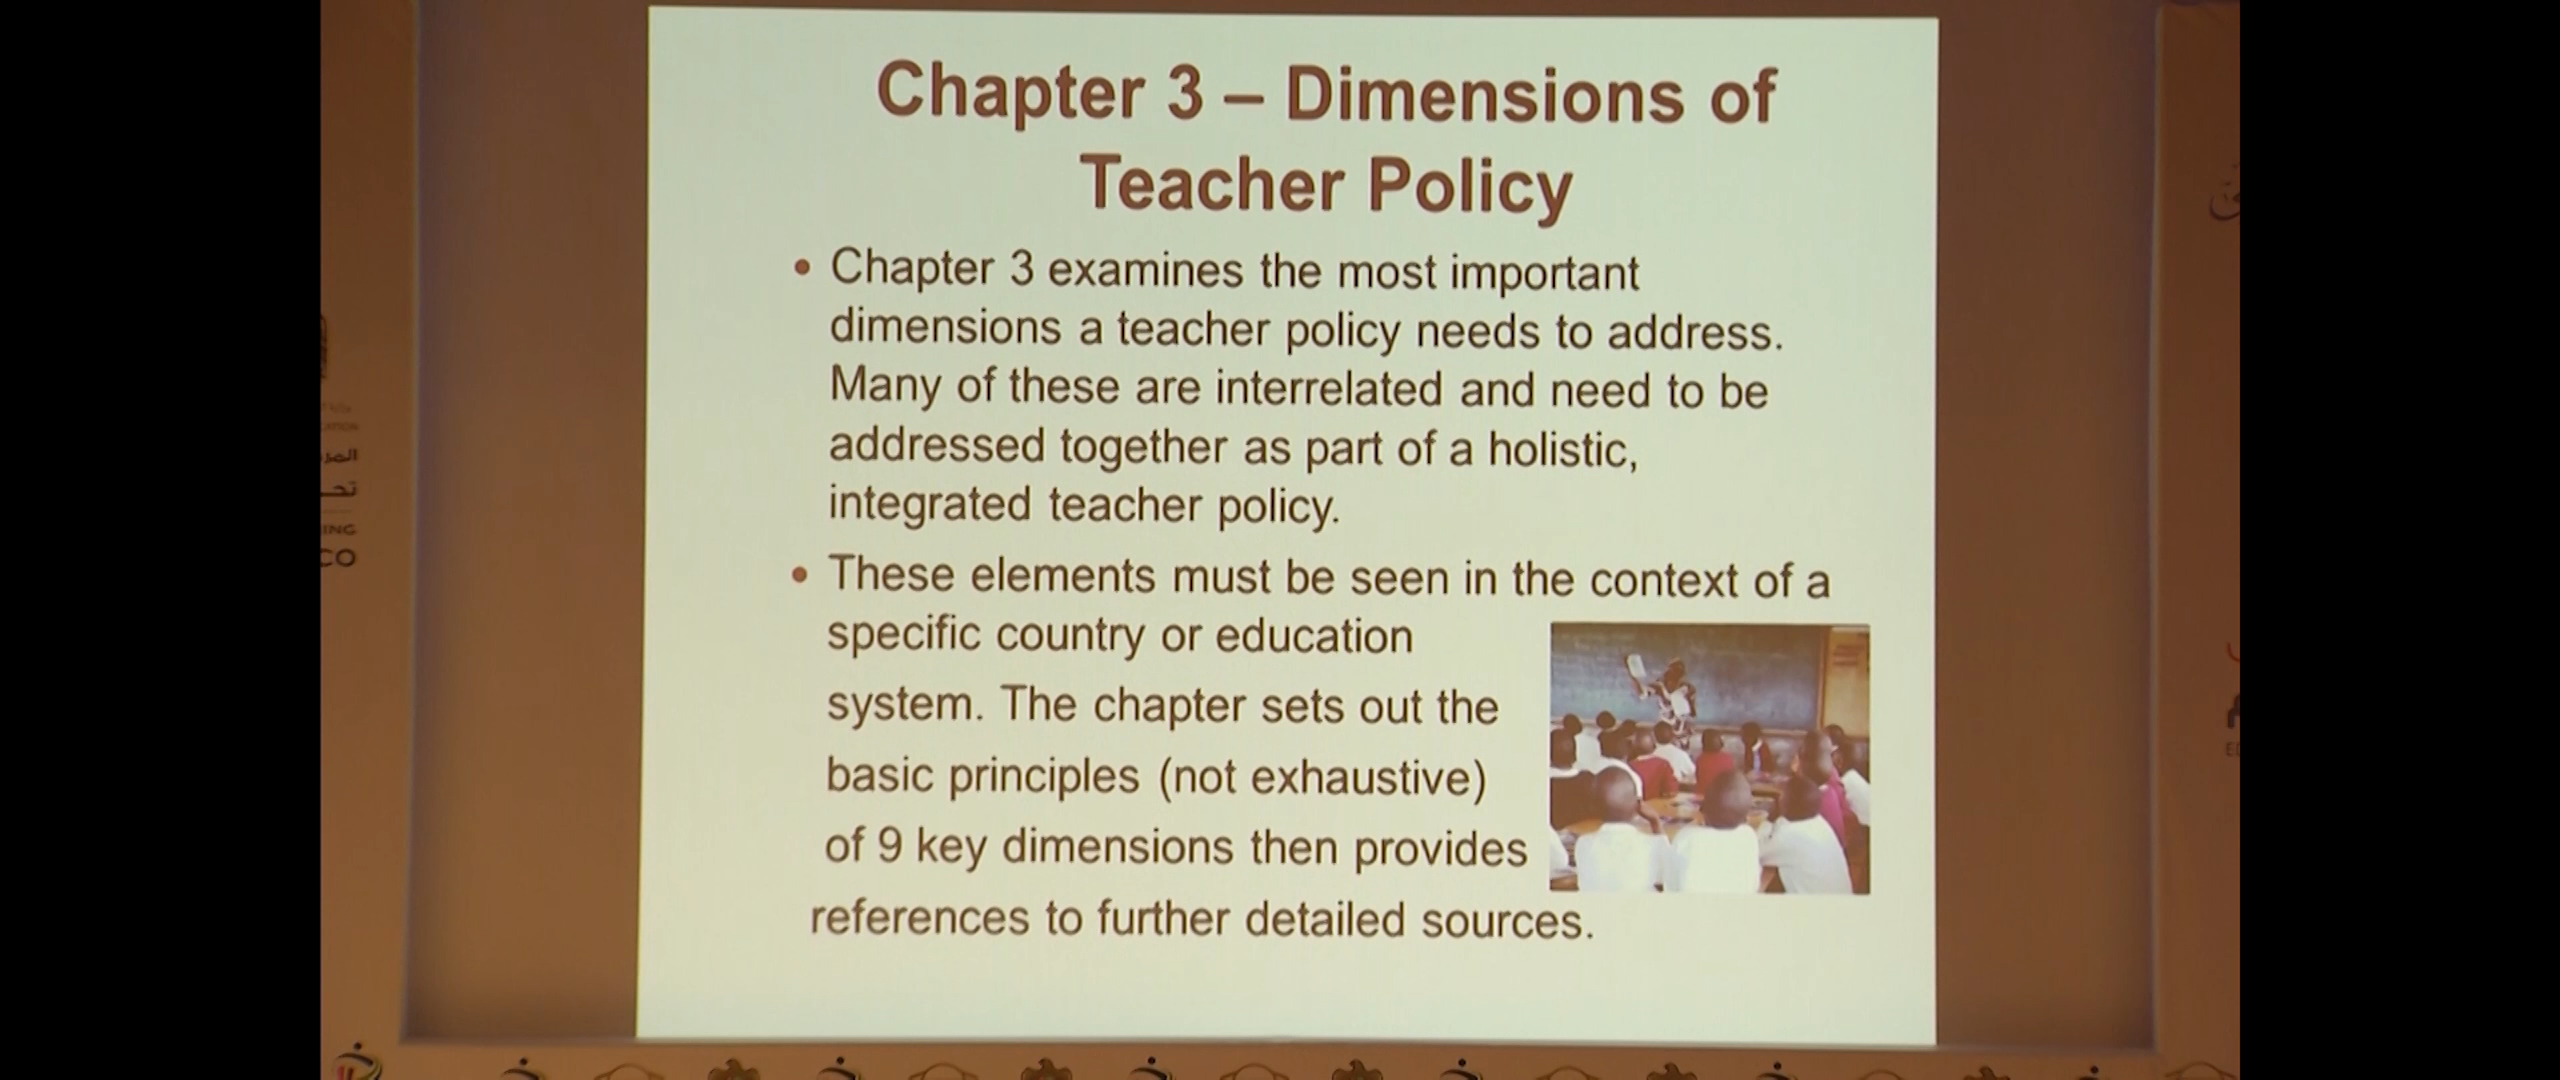 Chapter 3 – Dimensions of
Teacher Policy
• Chapter 3 examines the most important
dimensions a teacher policy needs to address.
Many of these are interrelated and need to be
addressed together as part of a holistic,
integrated teacher policy.
• These elements must be seen in the context of a
specific country or education
system. The chapter sets out the
basic principles (not exhaustive)
of 9 key dimensions then provides
references to further detailed sources.
ING
CO